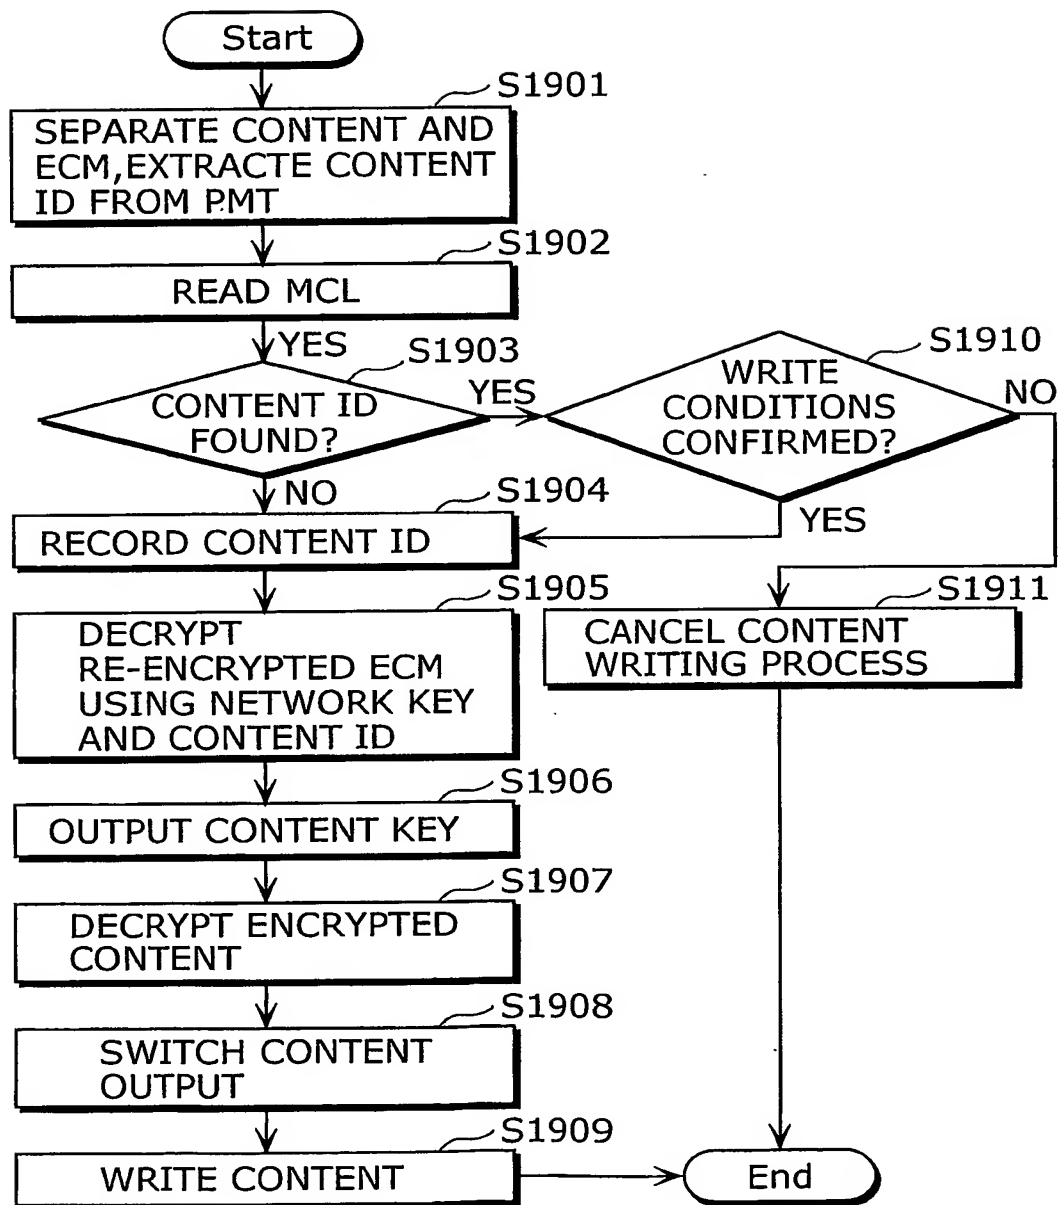 Start
S1901
SEPARATE CONTENT AND
ECM,EXTRACTE CONTENT
ID FROM PMT
S1902
READ MCL
YES
S1903
CONTENT ID
FOUND?
YES
S1910
WRITE
CONDITIONS
CONFIRMED?
NO
NO
YES
S1904
RECORD CONTENT ID
S1905
DECRYPT
RE-ENCRYPTED ECM
USING NETWORK KEY
AND CONTENT ID
S1911
CANCEL CONTENT
WRITING PROCESS
S1906
OUTPUT CONTENT KEY
S1907
DECRYPT ENCRYPTED
CONTENT
S1908
SWITCH CONTENT
OUTPUT
S1909
WRITE CONTENT
End